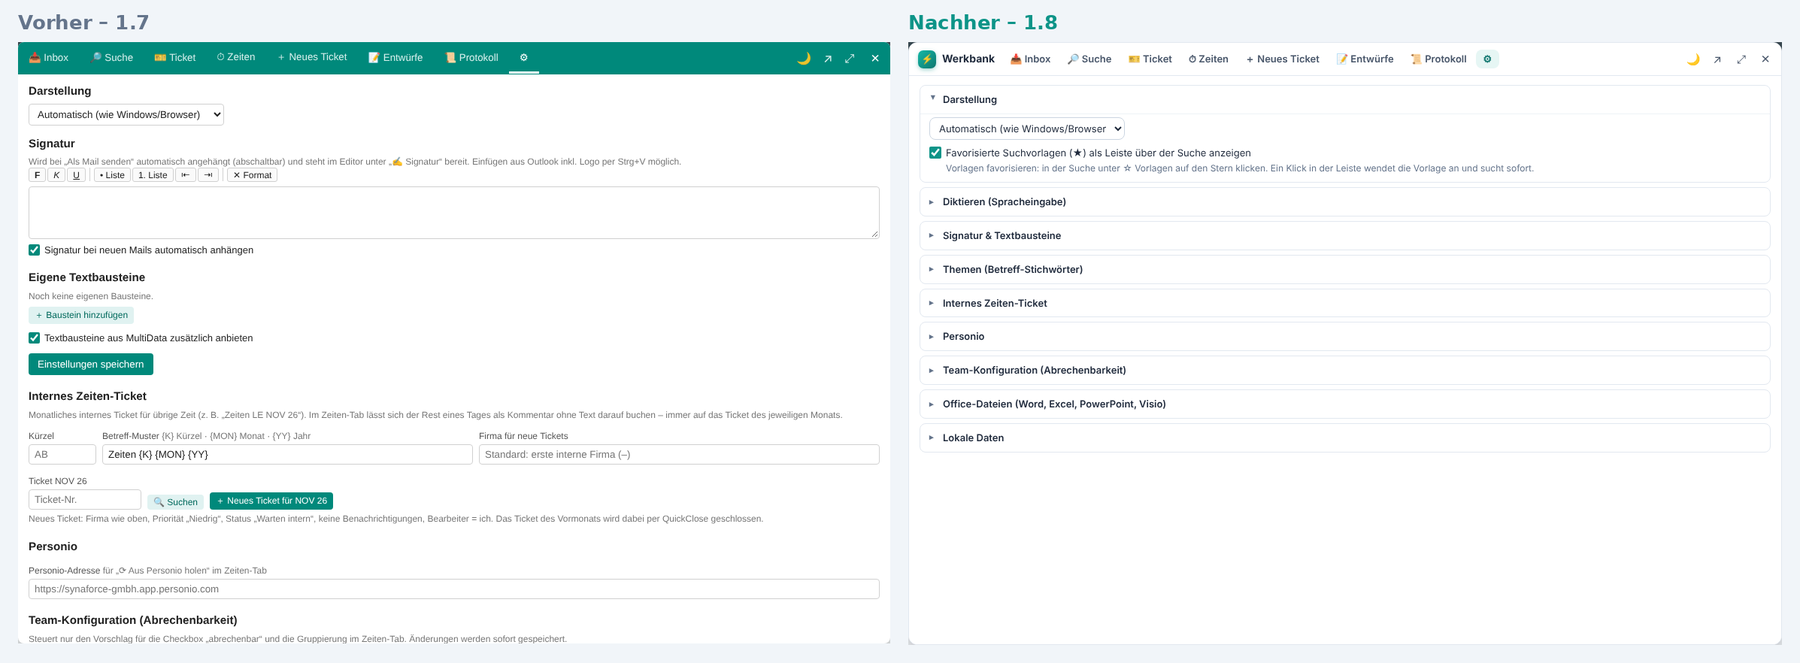 Vorher – 1.7
📥 Inbox 🔎 Suche 🎫 Ticket ⏱ Zeiten + Neues Ticket 📝 Entwürfe 📜 Protokoll ⚙ 🌙 ↗ ⤢ ✕
Darstellung
Automatisch (wie Windows/Browser)
Signatur
Wird bei „Als Mail senden“ automatisch angehängt (abschaltbar) und steht im Editor unter „✍ Signatur“ bereit. Einfügen aus Outlook inkl. Logo per Strg+V möglich.
F K U • Liste 1. Liste ⇤ ⇥ ✕ Format
Signatur bei neuen Mails automatisch anhängen
Eigene Textbausteine
Noch keine eigenen Bausteine.
+ Baustein hinzufügen
Textbausteine aus MultiData zusätzlich anbieten
Einstellungen speichern
Internes Zeiten-Ticket
Monatliches internes Ticket für übrige Zeit (z. B. „Zeiten LE NOV 26“). Im Zeiten-Tab lässt sich der Rest eines Tages als Kommentar ohne Text darauf buchen – immer auf das Ticket des jeweiligen Monats.
Kürzel Betreff-Muster {K} Kürzel · {MON} Monat · {YY} Jahr Firma für neue Tickets
AB Zeiten {K} {MON} {YY} Standard: erste interne Firma (–)
Ticket NOV 26
Ticket-Nr. 🔍 Suchen + Neues Ticket für NOV 26
Neues Ticket: Firma wie oben, Priorität „Niedrig“, Status „Warten intern“, keine Benachrichtigungen, Bearbeiter = ich. Das Ticket des Vormonats wird dabei per QuickClose geschlossen.
Personio
Personio-Adresse für „⟳ Aus Personio holen“ im Zeiten-Tab
https://synaforce-gmbh.app.personio.com
Team-Konfiguration (Abrechenbarkeit)
Steuert nur den Vorschlag für die Checkbox „abrechenbar“ und die Gruppierung im Zeiten-Tab. Änderungen werden sofort gespeichert.
Nachher – 1.8
⚡ Werkbank 📥 Inbox 🔎 Suche 🎫 Ticket ⏱ Zeiten + Neues Ticket 📝 Entwürfe 📜 Protokoll ⚙ 🌙 ↗ ⤢ ✕
Darstellung
Automatisch (wie Windows/Browser
Favorisierte Suchvorlagen (★) als Leiste über der Suche anzeigen
Vorlagen favorisieren: in der Suche unter ☆ Vorlagen auf den Stern klicken. Ein Klick in der Leiste wendet die Vorlage an und sucht sofort.
Diktieren (Spracheingabe)
Signatur & Textbausteine
Themen (Betreff-Stichwörter)
Internes Zeiten-Ticket
Personio
Team-Konfiguration (Abrechenbarkeit)
Office-Dateien (Word, Excel, PowerPoint, Visio)
Lokale Daten